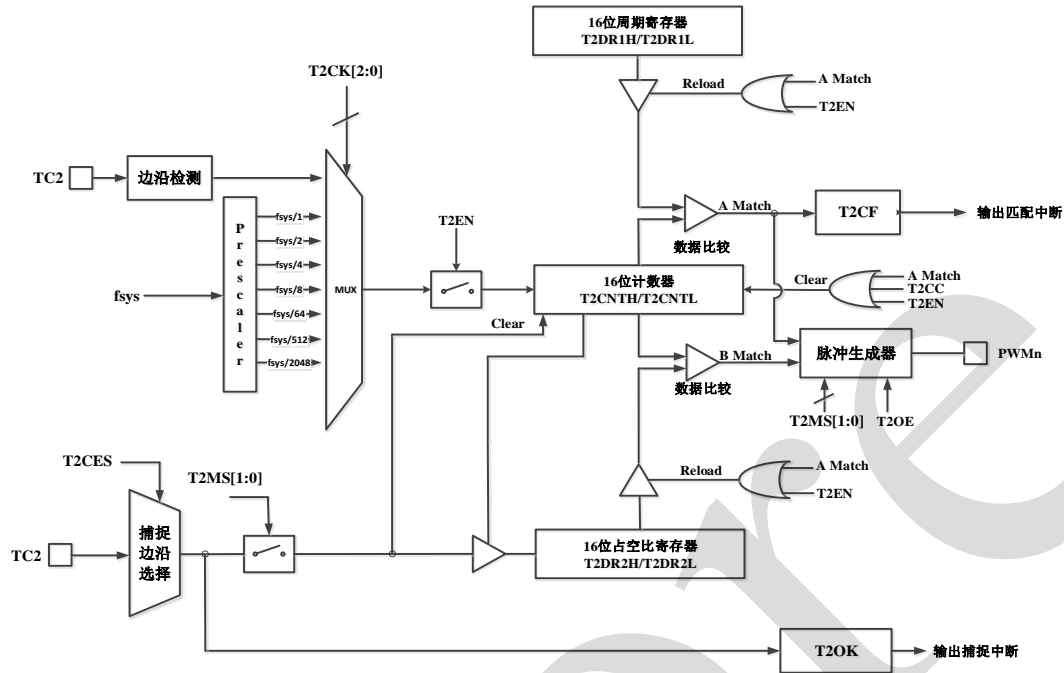 16位周期寄存器
T2DR1H/T2DR1L
T2CK[2:0]
Reload
A Match
T2EN
TC2
边沿检测
Prescaler
fsys/1
fsys/2
fsys/4
fsys/8
fsys/64
fsys/512
fsys/2048
fsys
MUX
T2EN
A Match
数据比较
T2CF
输出匹配中断
16位计数器
T2CNTH/T2CNTL
Clear
A Match
T2CC
T2EN
Clear
B Match
数据比较
脉冲生成器
PWMn
T2MS[1:0]
T2OE
T2CES
T2MS[1:0]
Reload
A Match
T2EN
TC2
捕捉
边沿
选择
16位占空比寄存器
T2DR2H/T2DR2L
T2OK
输出捕捉中断